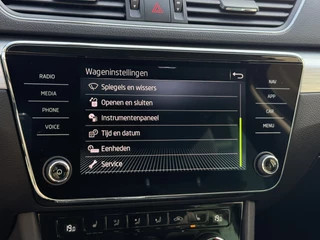 Wageninstellingen
Spiegels en wissers
Openen en sluiten
Instrumentenpaneel
Tijd en datum
Eenheden
Service
RADIO
MEDIA
PHONE
VOICE
NAV
APP
CAR
MENU